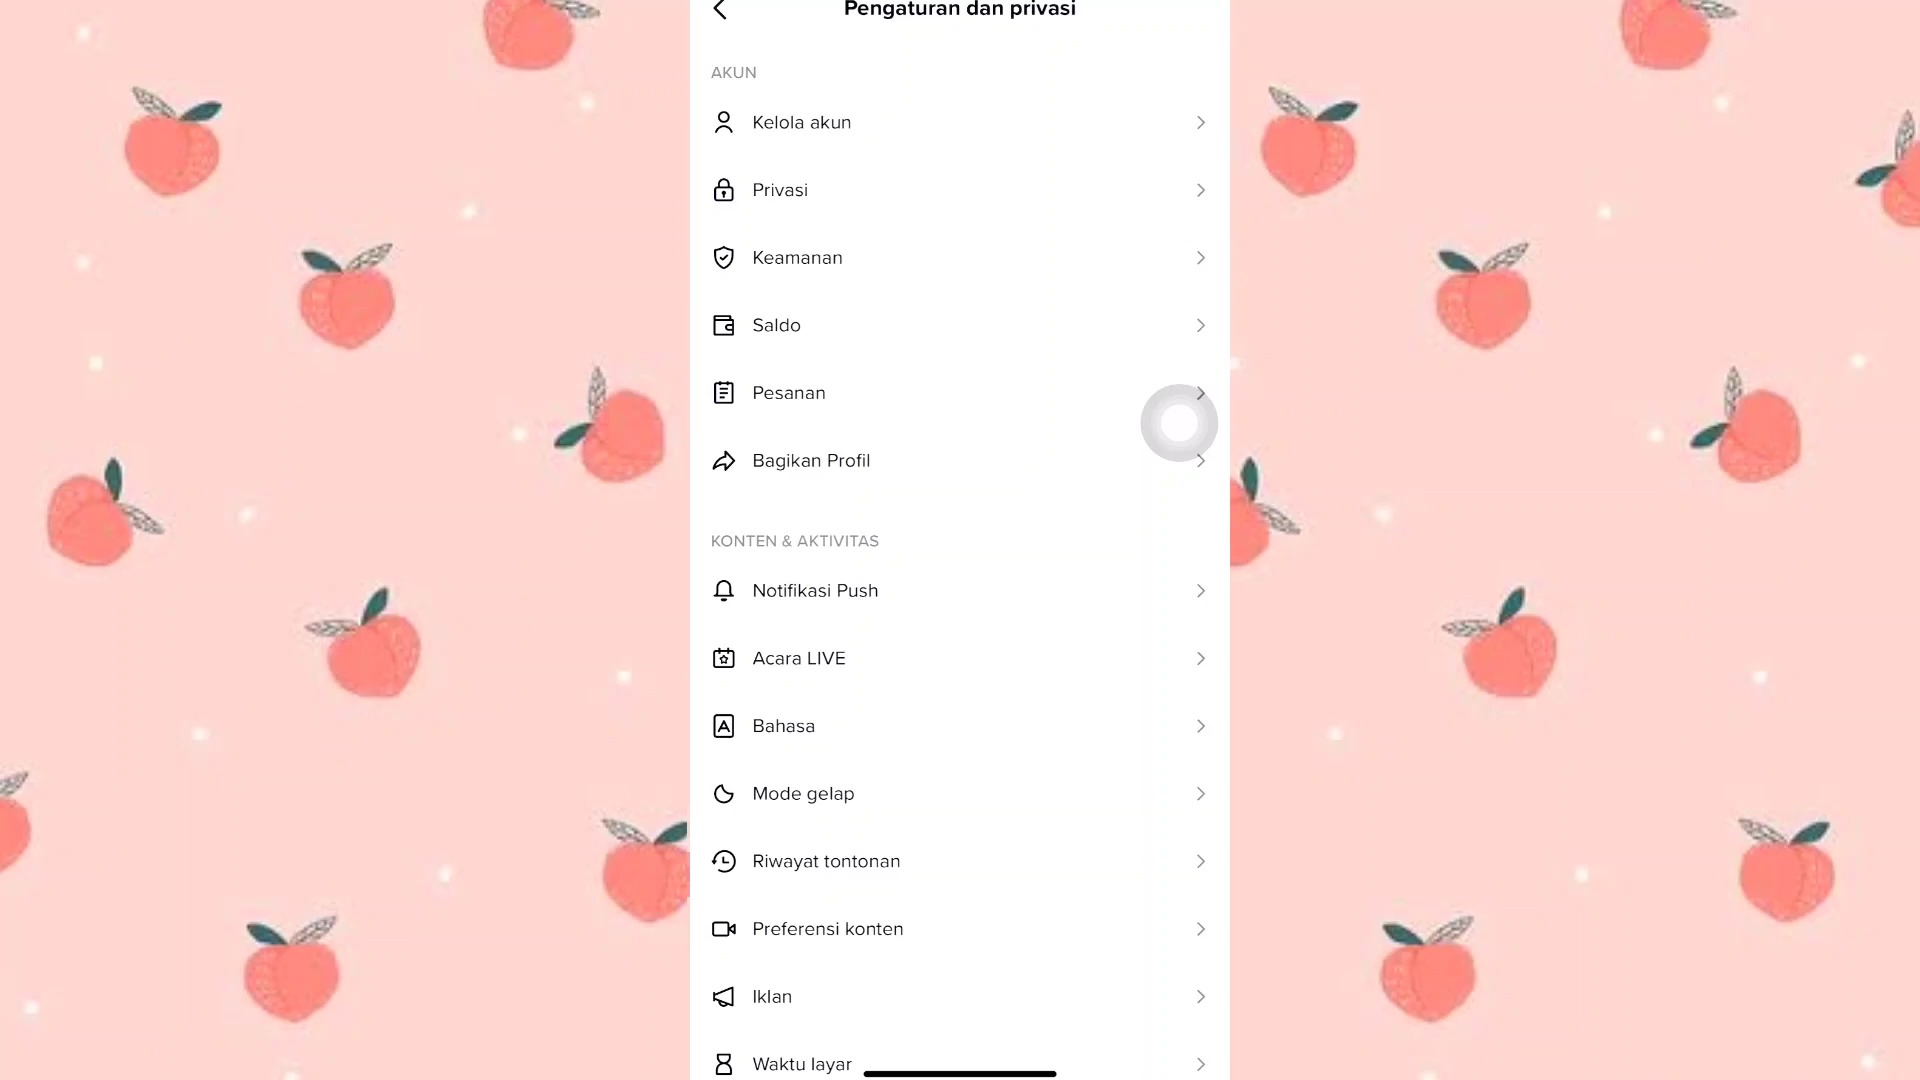 Pengaturan dan privasi
AKUN
Kelola akun
Privasi
Keamanan
Saldo
Pesanan
Bagikan Profil
KONTEN & AKTIVITAS
Notifikasi Push
Acara LIVE
Bahasa
Mode gelap
Riwayat tontonan
Preferensi konten
Iklan
Waktu layar